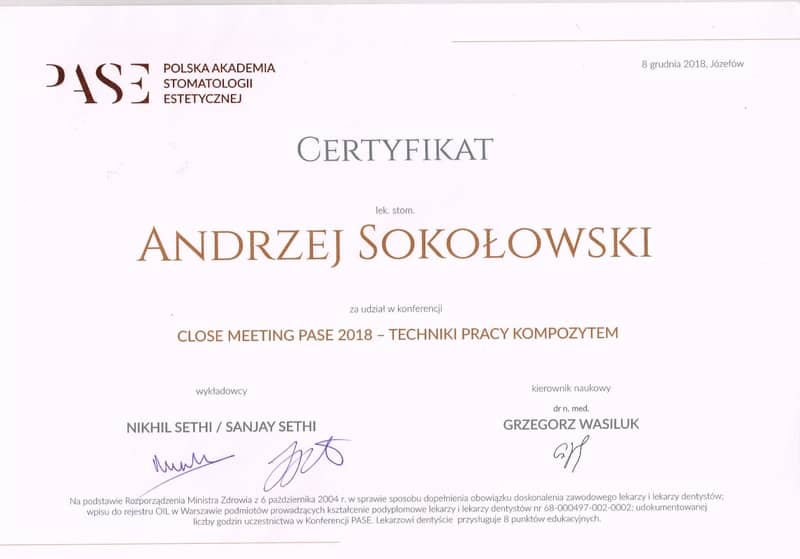 PASE POLSKA AKADEMIA
STOMATOLOGII
ESTETYCZNEJ
8 grudnia 2018, Józefów
CERTYFIKAT
lek. stom.
ANDRZEJ SOKOŁOWSKI
za udział w konferencji
CLOSE MEETING PASE 2018 – TECHNIKI PRACY KOMPOZYTEM
wykładowcy
NIKHIL SETHI / SANJAY SETHI
kierownik naukowy
dr n. med.
GRZEGORZ WASILUK
Na podstawie Rozporządzenia Ministra Zdrowia z 6 października 2004 r. w sprawie sposobu dopełnienia obowiązku doskonalenia zawodowego lekarzy i lekarzy dentystów;
wpisu do rejestru OIL w Warszawie podmiotów prowadzących kształcenie podyplomowe lekarzy i lekarzy dentystów nr 68-000497-002-0002; udokumentowanej
liczby godzin uczestnictwa w Konferencji PASE. Lekarzowi dentyście przysługuje 8 punktów edukacyjnych.